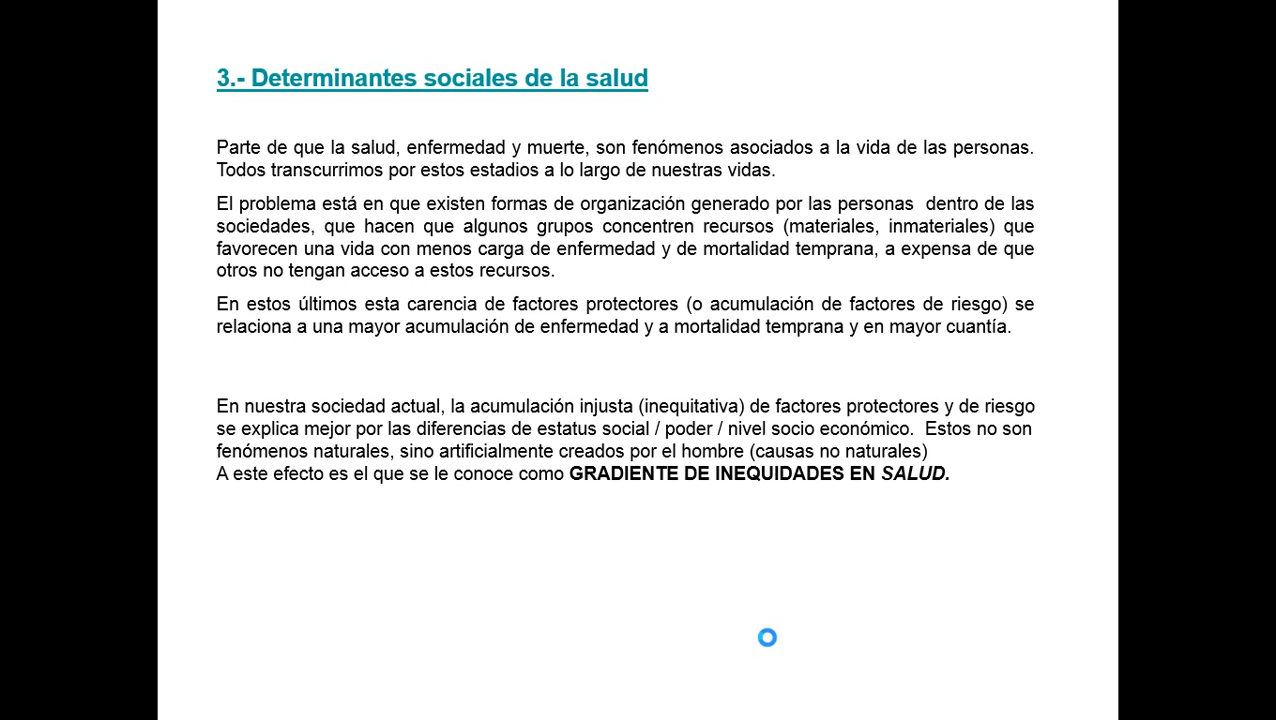 3.- Determinantes sociales de la salud
Parte de que la salud, enfermedad y muerte, son fenómenos asociados a la vida de las personas.
Todos transcurrimos por estos estadios a lo largo de nuestras vidas.
El problema está en que existen formas de organización generado por las personas  dentro de las
sociedades, que hacen que algunos grupos concentren recursos (materiales, inmateriales) que
favorecen una vida con menos carga de enfermedad y de mortalidad temprana, a expensa de que
otros no tengan acceso a estos recursos.
En estos últimos esta carencia de factores protectores (o acumulación de factores de riesgo) se
relaciona a una mayor acumulación de enfermedad y a mortalidad temprana y en mayor cuantía.
En nuestra sociedad actual, la acumulación injusta (inequitativa) de factores protectores y de riesgo
se explica mejor por las diferencias de estatus social / poder / nivel socio económico.  Estos no son
fenómenos naturales, sino artificialmente creados por el hombre (causas no naturales)
A este efecto es el que se le conoce como GRADIENTE DE INEQUIDADES EN SALUD.